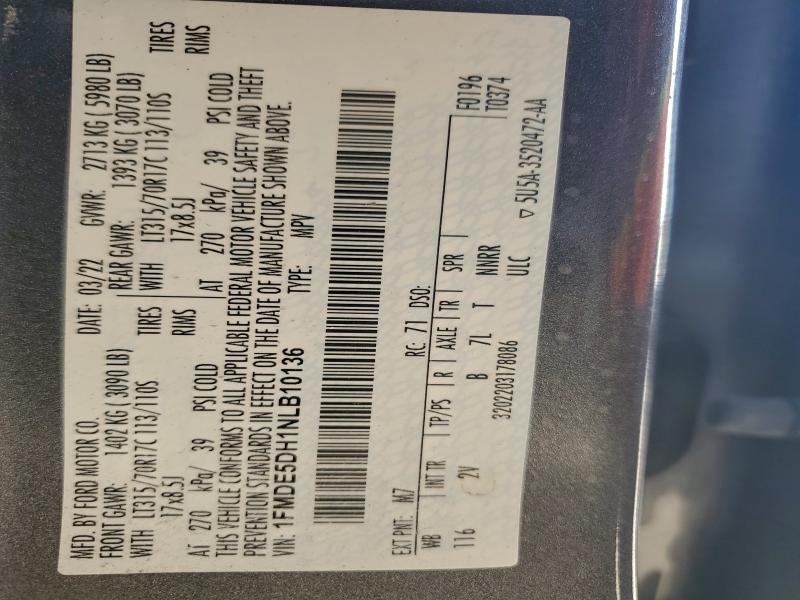 MFD. BY FORD MOTOR CO. DATE: 03/22 GVWR: 2713 KG ( 5980 LB)
FRONT GAWR: 1402 KG ( 3090 LB) REAR GAWR: 1393 KG ( 3070 LB)
WITH LT315/70R17C 113/110S TIRES WITH LT315/70R17C 113/110S TIRES
17x8.5J RIMS 17x8.5J RIMS
AT 270 kPa/ 39 PSI COLD AT 270 kPa/ 39 PSI COLD
THIS VEHICLE CONFORMS TO ALL APPLICABLE FEDERAL MOTOR VEHICLE SAFETY AND THEFT
PREVENTION STANDARDS IN EFFECT ON THE DATE OF MANUFACTURE SHOWN ABOVE.
VIN: 1FMDE5DH1NLB10136 TYPE: MPV
EXT PNT: M7 RC: 71 DSO: F0196
WB INT TR TP/PS R AXLE TR SPR T0374
116 2V B 7L T NNRR
3202203178086 ULC ▽ 5U5A-3520472-AA